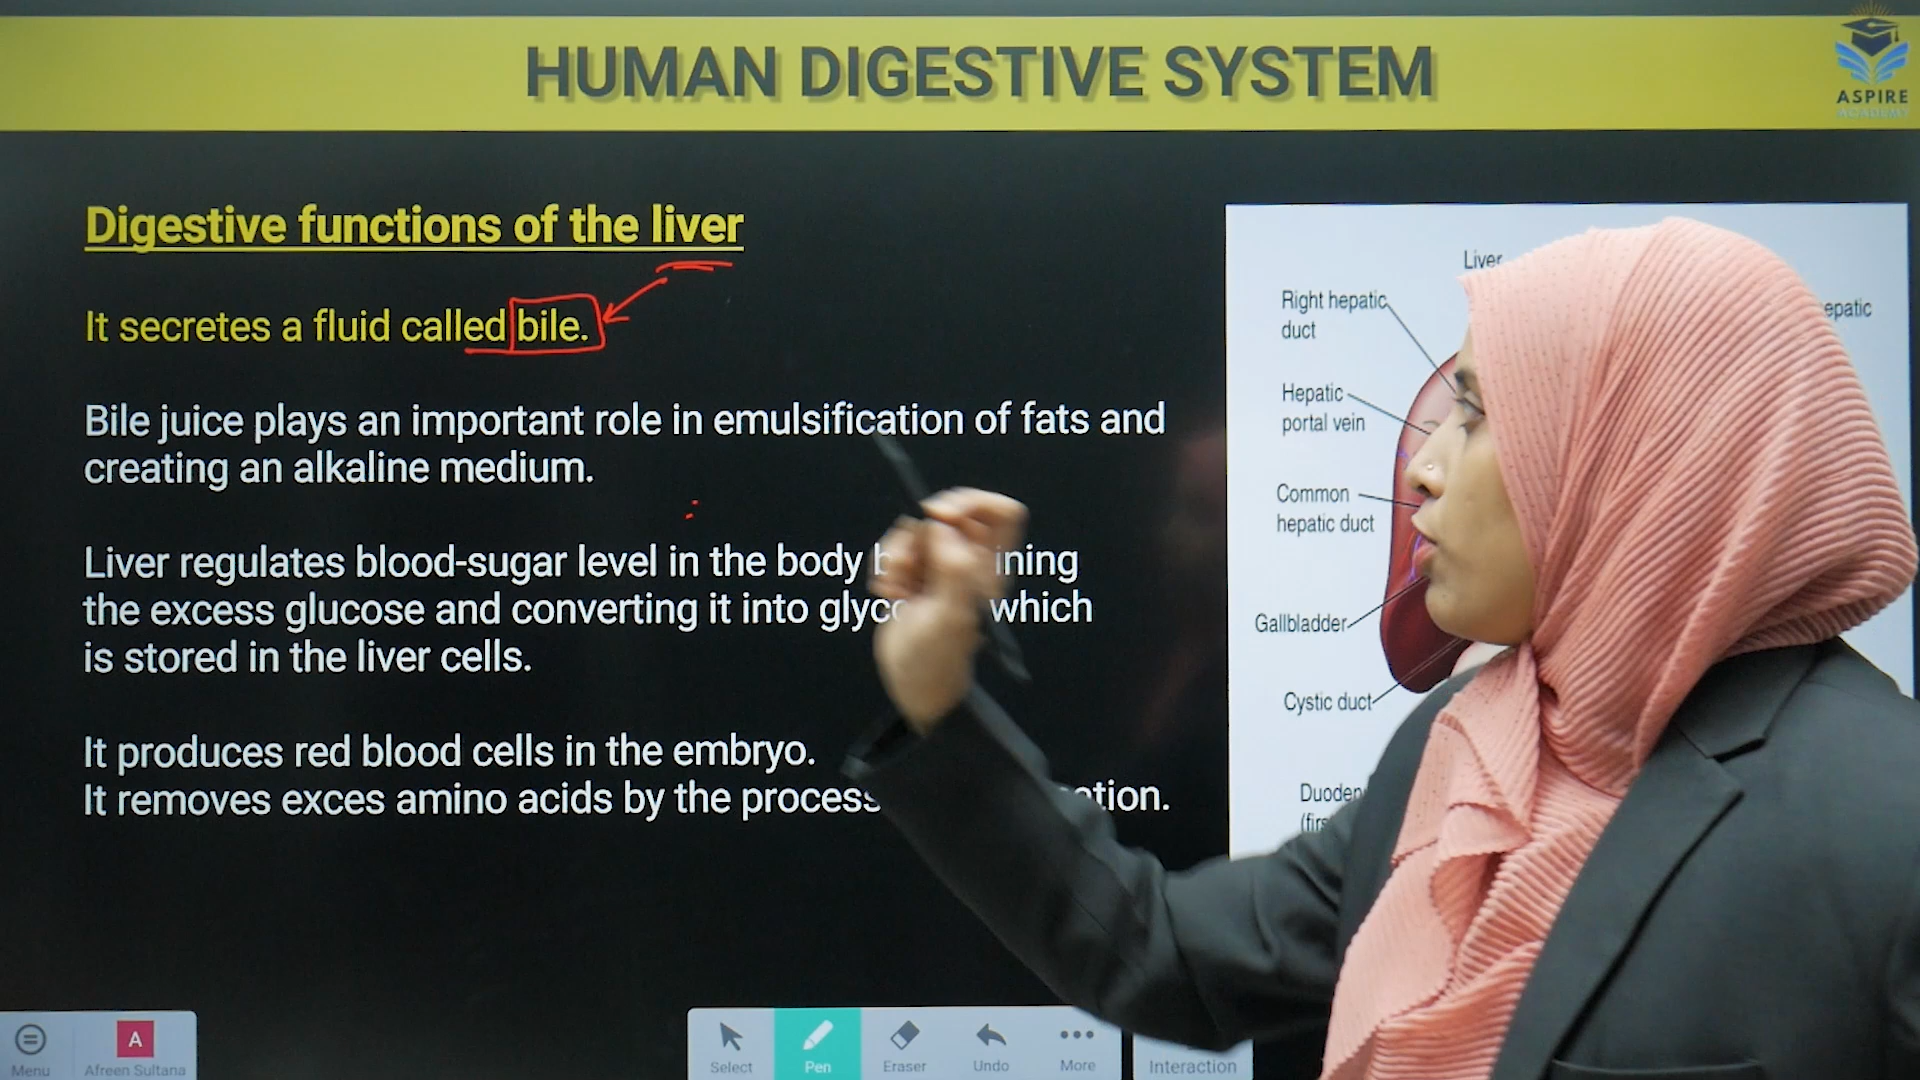 HUMAN DIGESTIVE SYSTEM
ASPIRE
ACADEMY
Digestive functions of the liver
It secretes a fluid called bile.
Bile juice plays an important role in emulsification of fats and
creating an alkaline medium.
Liver regulates blood-sugar level in the body
the excess glucose and converting it into which
is stored in the liver cells.
It produces red blood cells in the embryo.
It removes exces amino acids by the process
Liver
Right hepatic
duct
epatic
Hepatic
portal vein
Common
hepatic duct
Gallbladder
Cystic duct
Menu
A
Afreen Sultana
Select
Pen
Eraser
Undo
More
Interaction